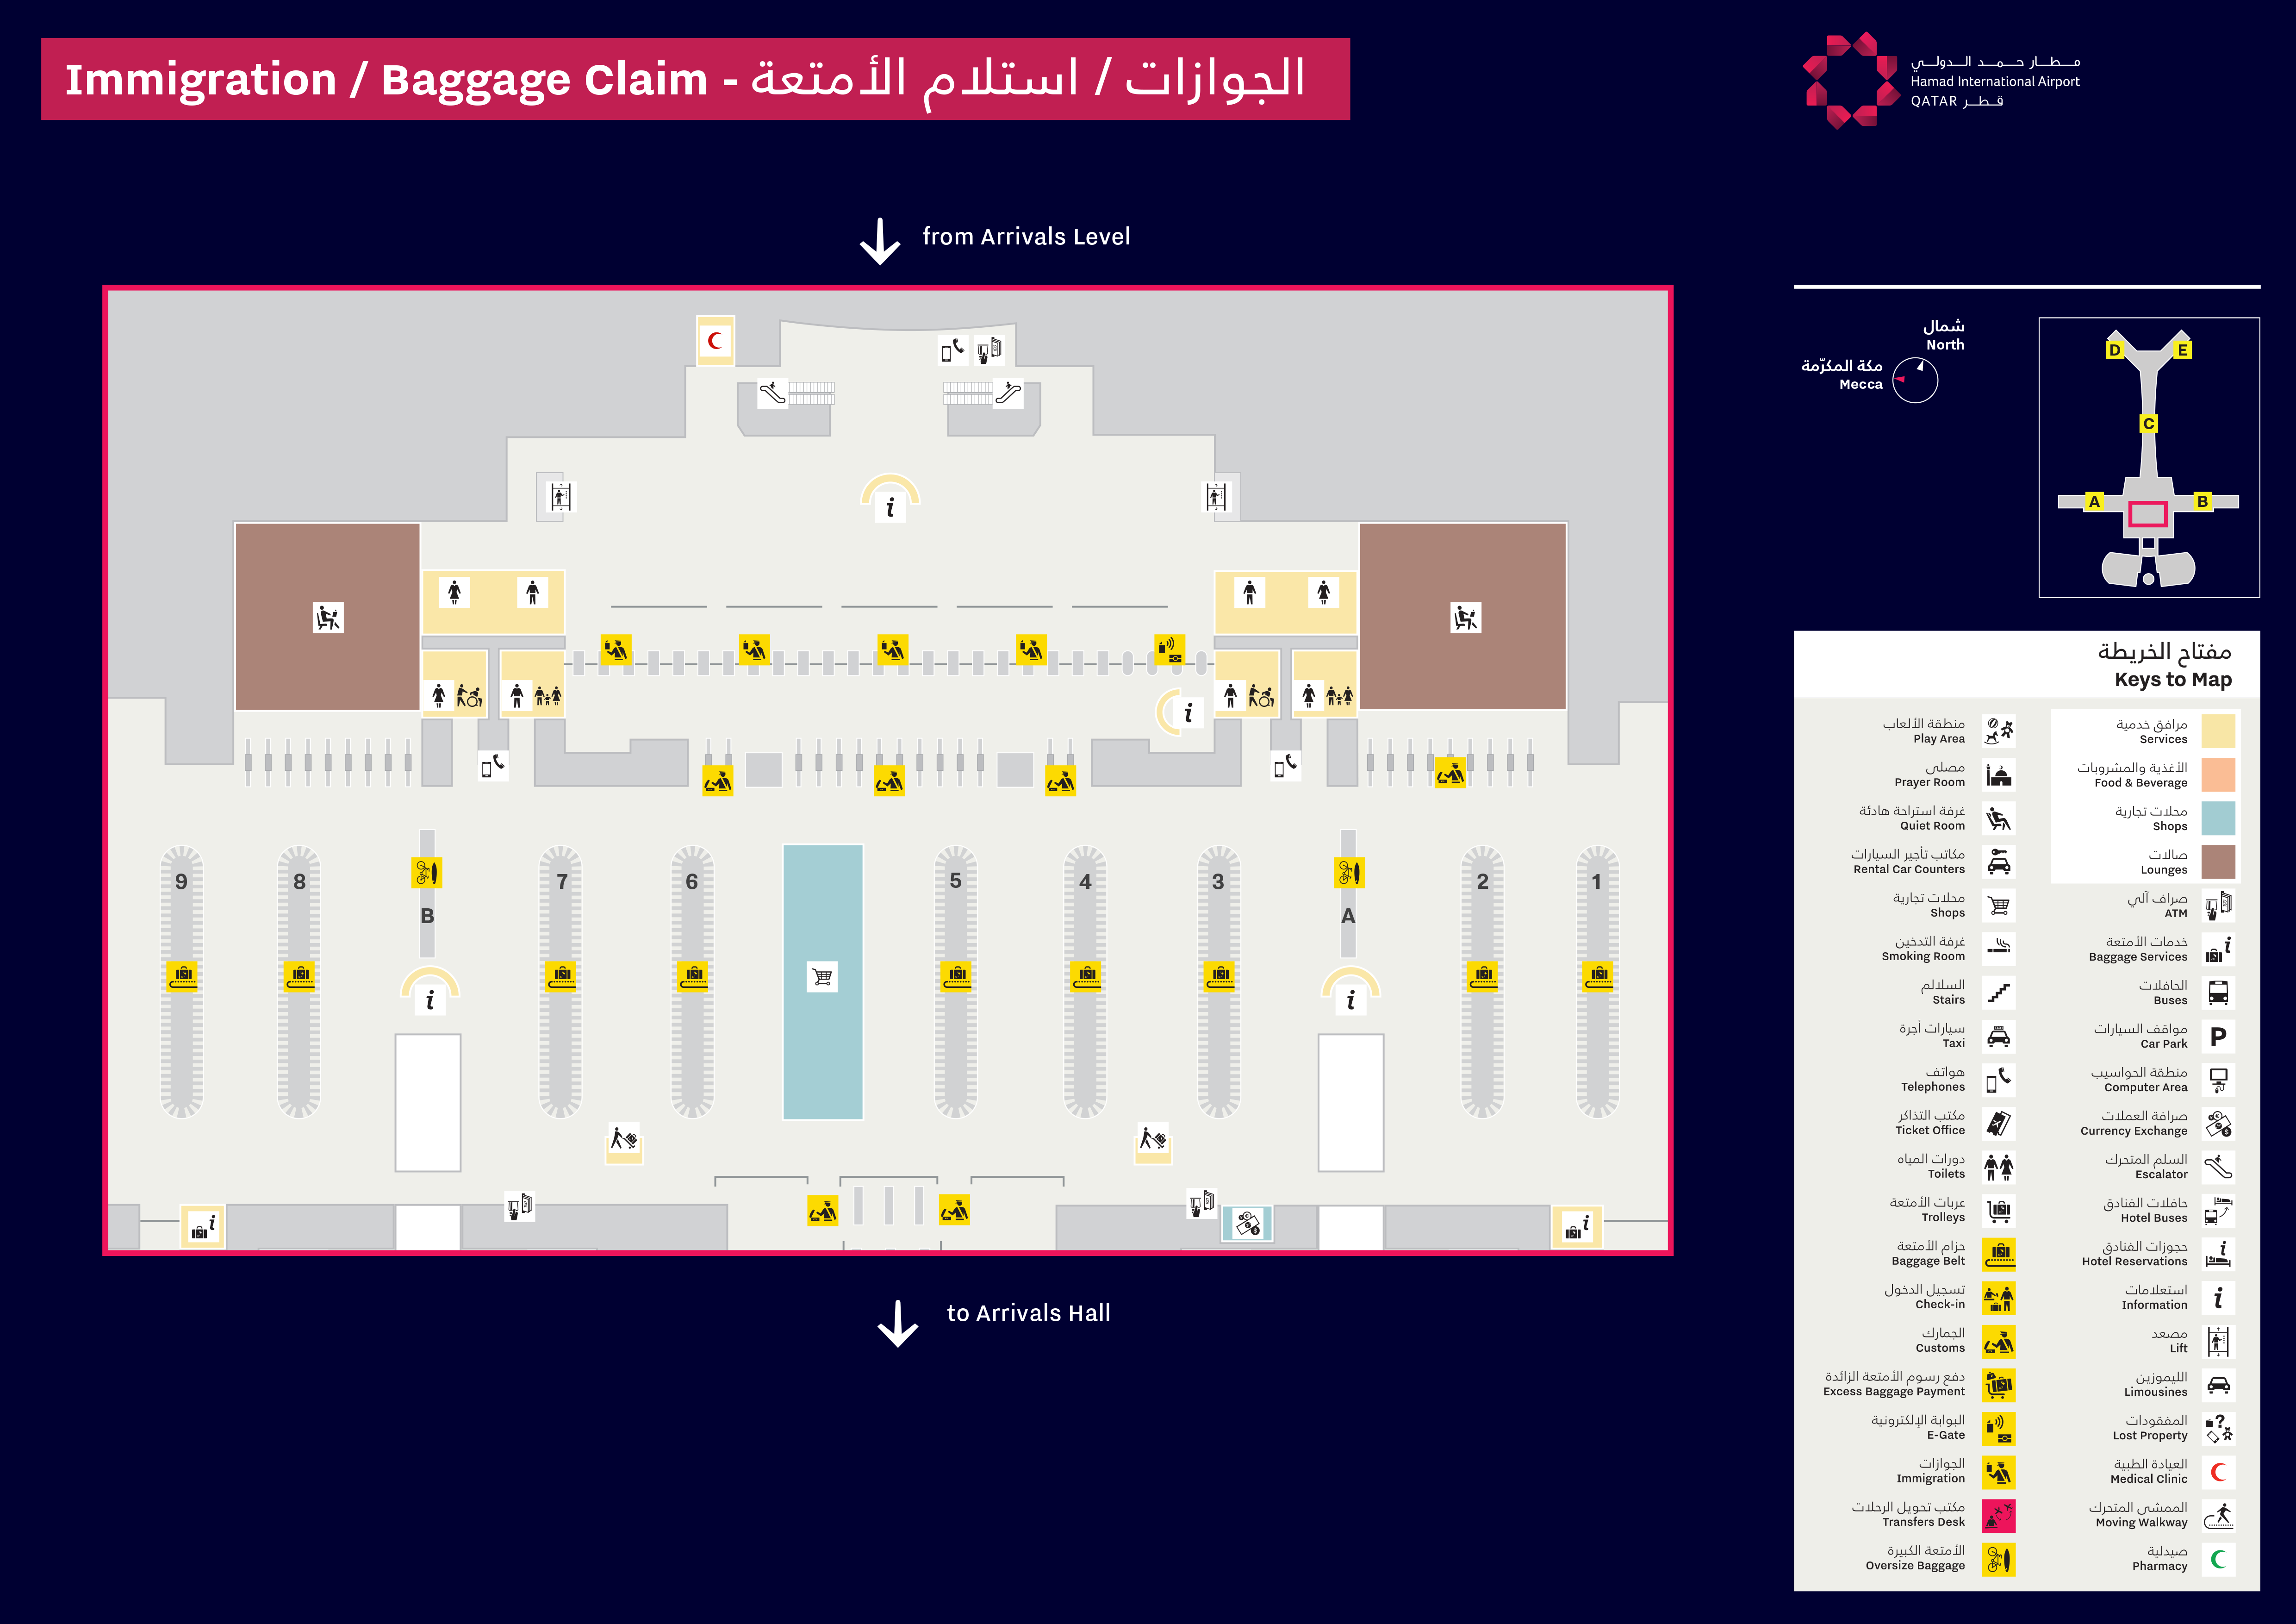 Immigration / Baggage Claim - الجوازات / استلام الأمتعة
مـطـار حـمـد الـدولـي
Hamad International Airport
QATAR قـطـر
from Arrivals Level
شمال
North
مكة المكرّمة
Mecca
D
E
C
A
B
i
i
9
8
7
6
5
4
3
2
1
B
A
i
i
i
i
to Arrivals Hall
مفتاح الخريطة
Keys to Map
منطقة الألعاب
Play Area
مصلى
Prayer Room
غرفة استراحة هادئة
Quiet Room
مكاتب تأجير السيارات
Rental Car Counters
محلات تجارية
Shops
غرفة التدخين
Smoking Room
السلالم
Stairs
سيارات أجرة
Taxi
هواتف
Telephones
مكتب التذاكر
Ticket Office
دورات المياه
Toilets
عربات الأمتعة
Trolleys
حزام الأمتعة
Baggage Belt
تسجيل الدخول
Check-in
الجمارك
Customs
دفع رسوم الأمتعة الزائدة
Excess Baggage Payment
البوابة الإلكترونية
E-Gate
الجوازات
Immigration
مكتب تحويل الرحلات
Transfers Desk
الأمتعة الكبيرة
Oversize Baggage
مرافق خدمية
Services
الأغذية والمشروبات
Food & Beverage
محلات تجارية
Shops
صالات
Lounges
صراف آلي
ATM
خدمات الأمتعة
Baggage Services
i
الحافلات
Buses
مواقف السيارات
Car Park
P
منطقة الحواسيب
Computer Area
صرافة العملات
Currency Exchange
السلم المتحرك
Escalator
حافلات الفنادق
Hotel Buses
حجوزات الفنادق
Hotel Reservations
i
استعلامات
Information
i
مصعد
Lift
الليموزين
Limousines
المفقودات
Lost Property
?
العيادة الطبية
Medical Clinic
الممشى المتحرك
Moving Walkway
صيدلية
Pharmacy